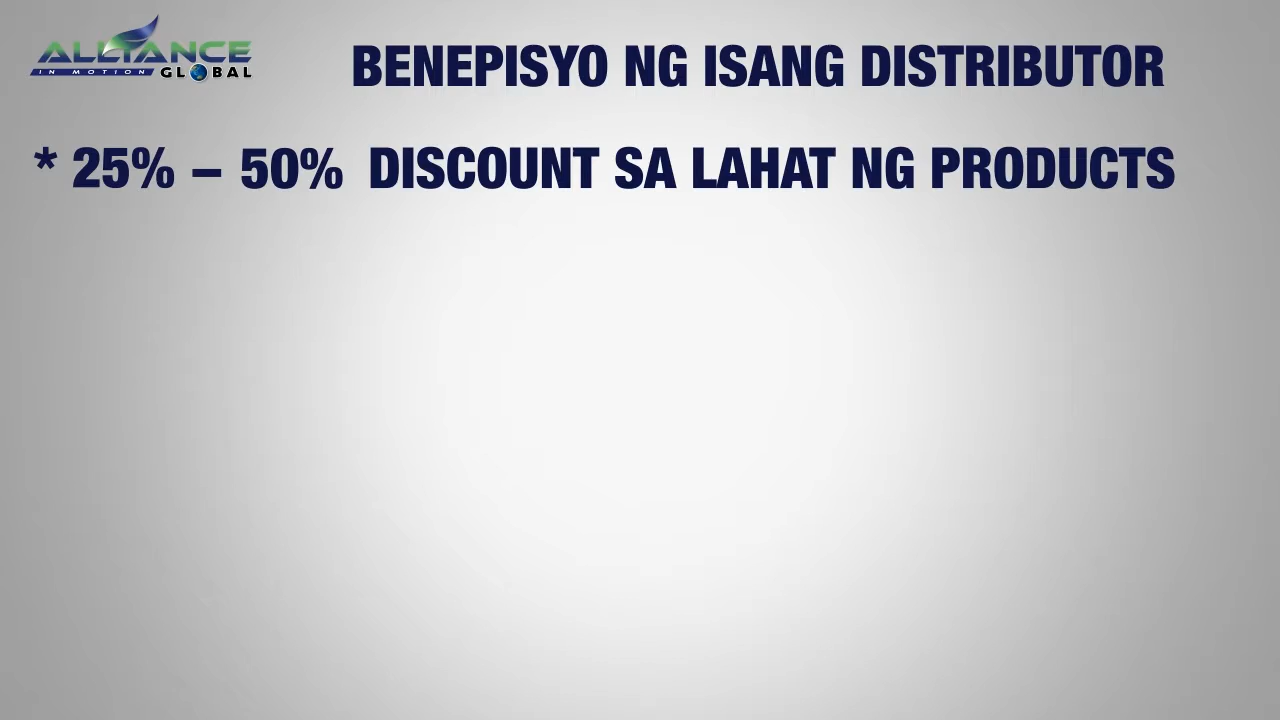 ALLIANCE
IN MOTION GLOBAL
BENEPISYO NG ISANG DISTRIBUTOR
* 25% – 50% DISCOUNT SA LAHAT NG PRODUCTS